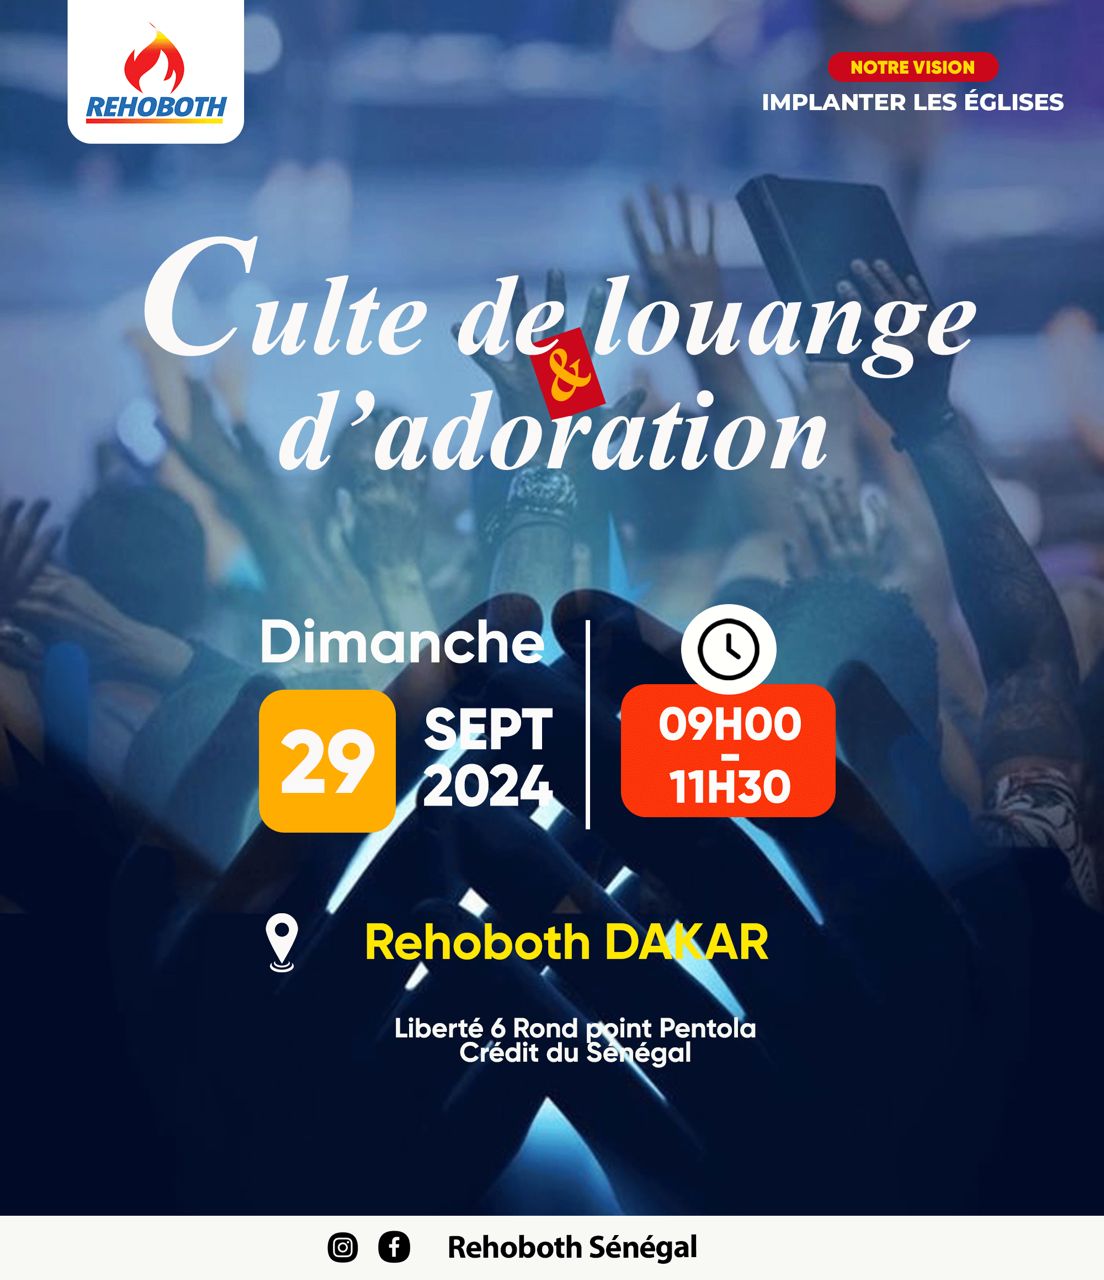 REHOBOTH
NOTRE VISION
IMPLANTER LES ÉGLISES
Culte de louange
&
d’adoration
Dimanche
29
SEPT
2024
09H00
-
11H30
Rehoboth DAKAR
Liberté 6 Rond point Pentola
Crédit du Sénégal
Rehoboth Sénégal